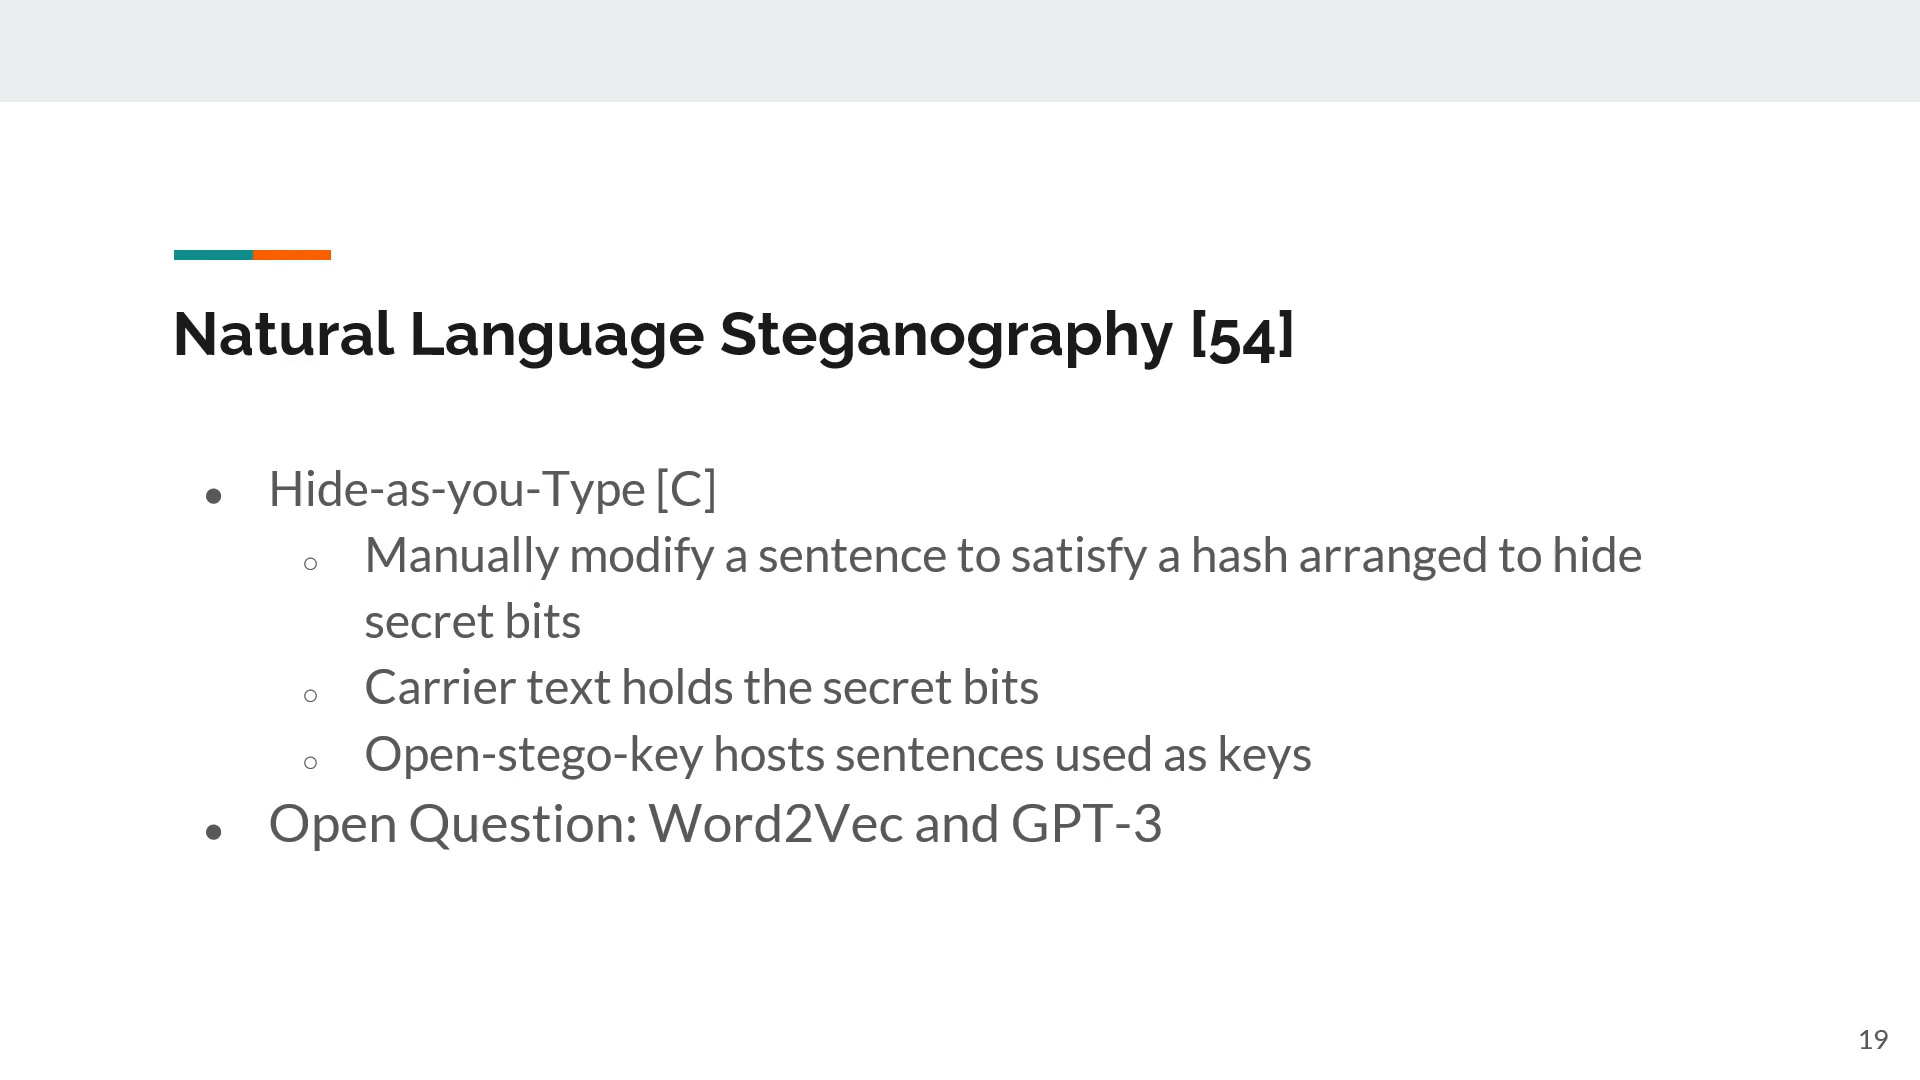 Natural Language Steganography [54]
● Hide-as-you-Type [C]
○ Manually modify a sentence to satisfy a hash arranged to hide
secret bits
○ Carrier text holds the secret bits
○ Open-stego-key hosts sentences used as keys
● Open Question: Word2Vec and GPT-3
19